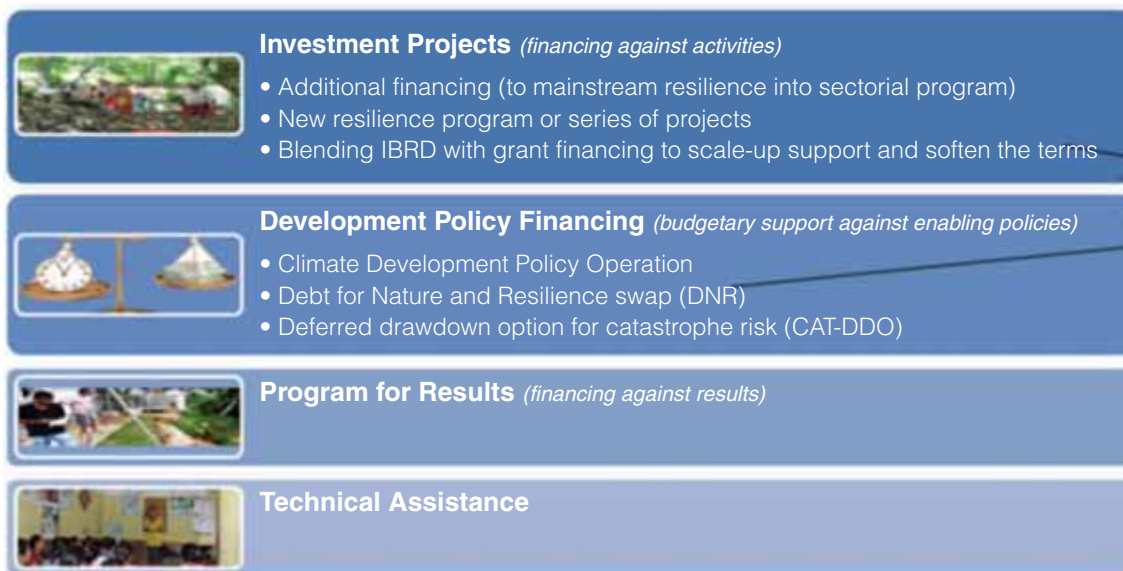 Investment Projects (financing against activities)
• Additional financing (to mainstream resilience into sectorial program)
• New resilience program or series of projects
• Blending IBRD with grant financing to scale-up support and soften the terms
Development Policy Financing (budgetary support against enabling policies)
• Climate Development Policy Operation
• Debt for Nature and Resilience swap (DNR)
• Deferred drawdown option for catastrophe risk (CAT-DDO)
Program for Results (financing against results)
Technical Assistance